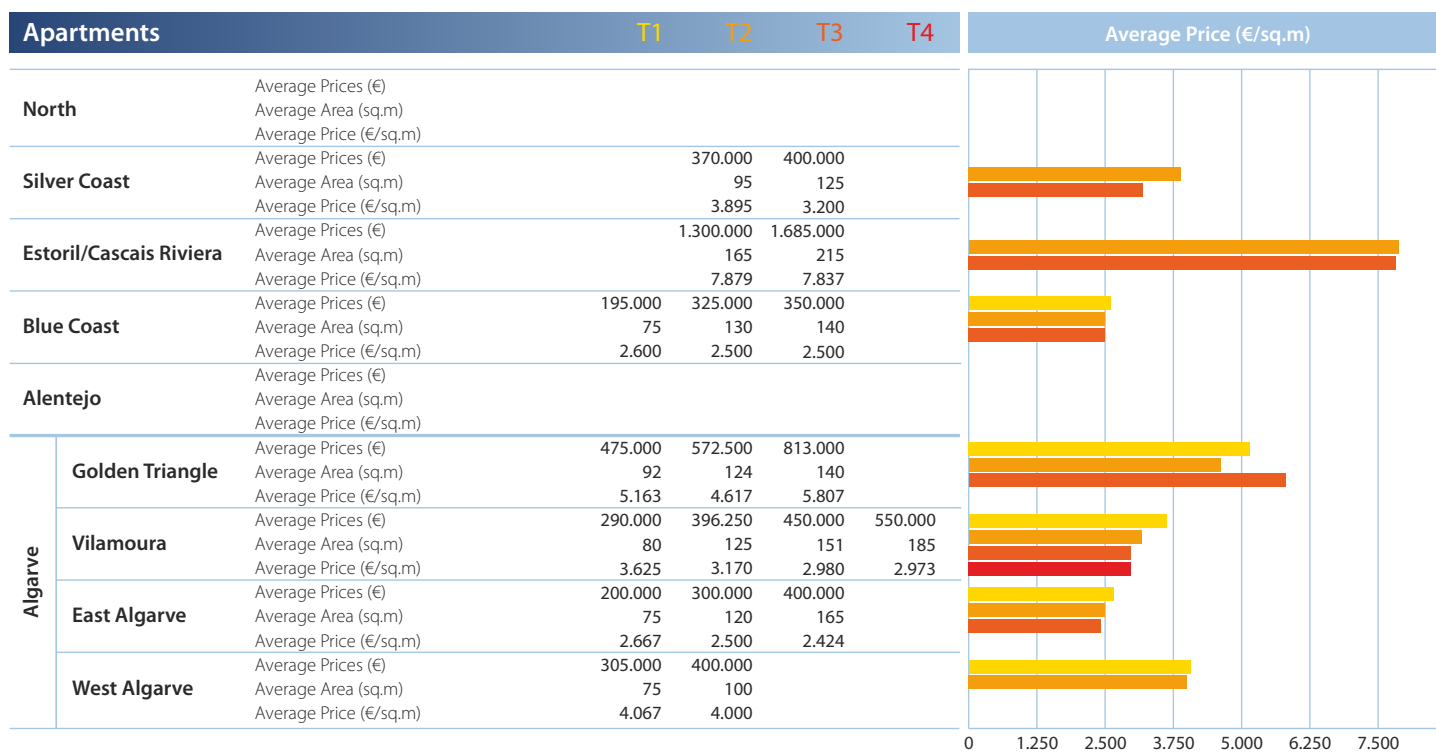 Apartments T1 T2 T3 T4 Average Price (€/sq.m)
North
Average Prices (€)
Average Area (sq.m)
Average Price (€/sq.m)
Silver Coast
Average Prices (€) 370.000 400.000
Average Area (sq.m) 95 125
Average Price (€/sq.m) 3.895 3.200
Estoril/Cascais Riviera
Average Prices (€) 1.300.000 1.685.000
Average Area (sq.m) 165 215
Average Price (€/sq.m) 7.879 7.837
Blue Coast
Average Prices (€) 195.000 325.000 350.000
Average Area (sq.m) 75 130 140
Average Price (€/sq.m) 2.600 2.500 2.500
Alentejo
Average Prices (€)
Average Area (sq.m)
Average Price (€/sq.m)
Algarve
Golden Triangle
Average Prices (€) 475.000 572.500 813.000
Average Area (sq.m) 92 124 140
Average Price (€/sq.m) 5.163 4.617 5.807
Vilamoura
Average Prices (€) 290.000 396.250 450.000 550.000
Average Area (sq.m) 80 125 151 185
Average Price (€/sq.m) 3.625 3.170 2.980 2.973
East Algarve
Average Prices (€) 200.000 300.000 400.000
Average Area (sq.m) 75 120 165
Average Price (€/sq.m) 2.667 2.500 2.424
West Algarve
Average Prices (€) 305.000 400.000
Average Area (sq.m) 75 100
Average Price (€/sq.m) 4.067 4.000
0 1.250 2.500 3.750 5.000 6.250 7.500